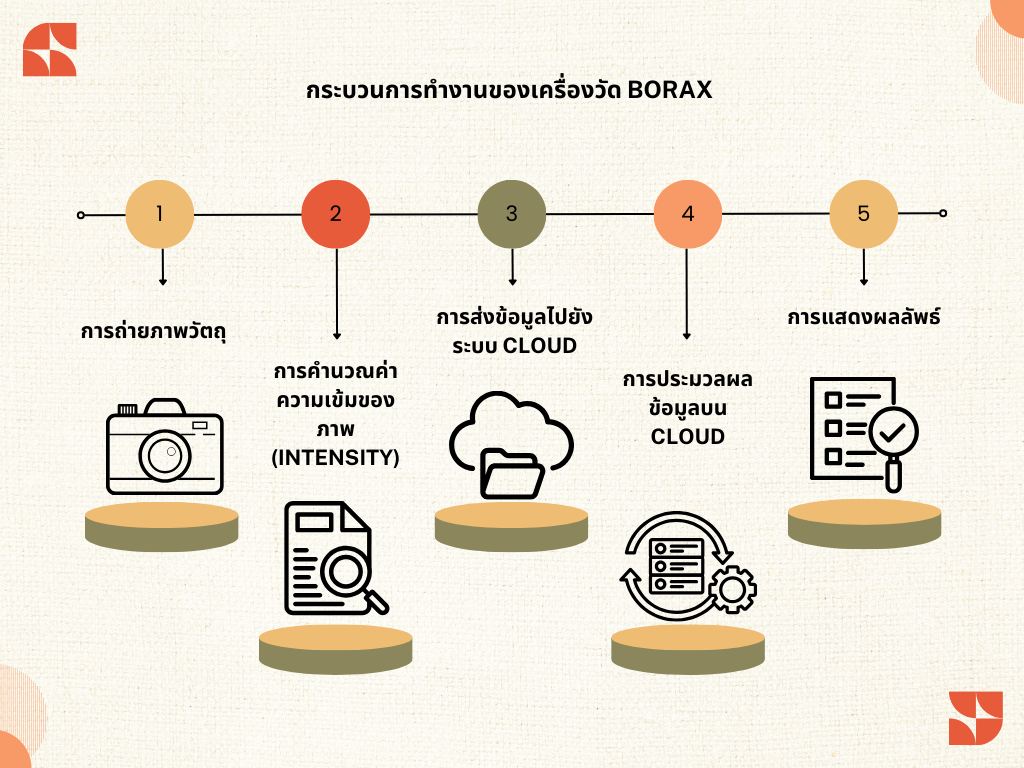 กระบวนการทำงานของเครื่องวัด BORAX
1
2
3
4
5
การถ่ายภาพวัตถุ
การคำนวณค่า
ความเข้มของ
ภาพ
(INTENSITY)
การส่งข้อมูลไปยัง
ระบบ CLOUD
การประมวลผล
ข้อมูลบน
CLOUD
การแสดงผลลัพธ์